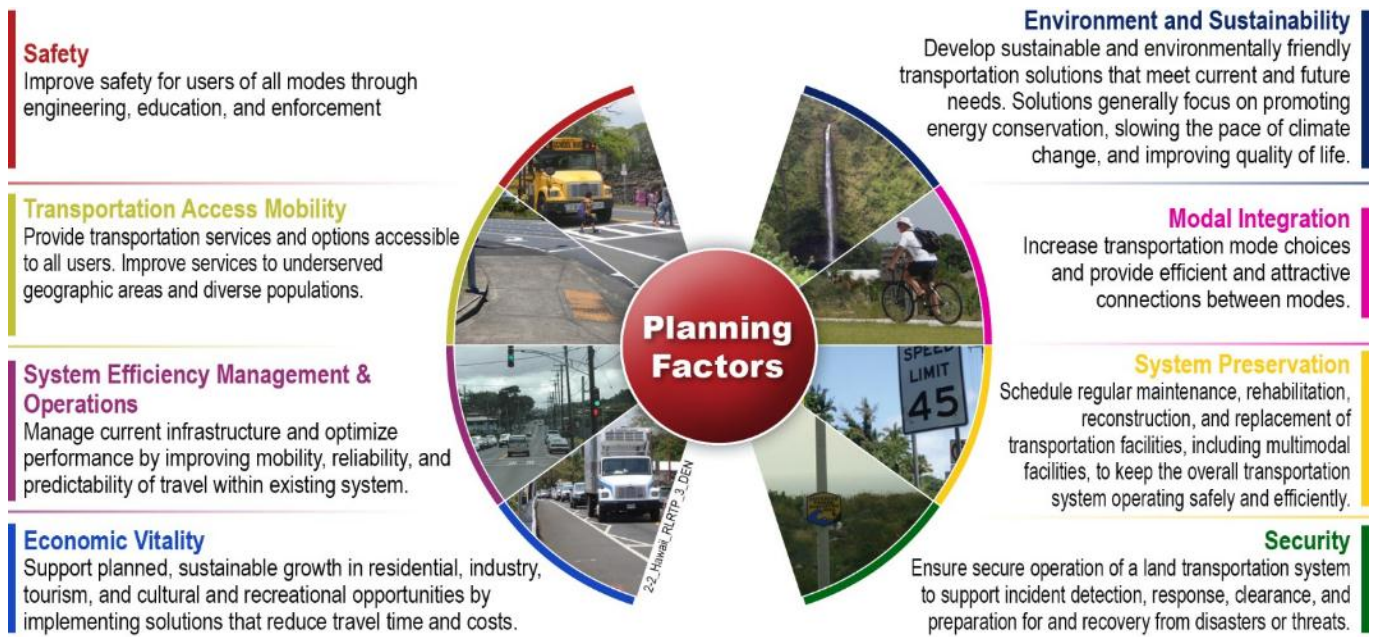 Safety
Improve safety for users of all modes through
engineering, education, and enforcement
Transportation Access Mobility
Provide transportation services and options accessible
to all users. Improve services to underserved
geographic areas and diverse populations.
System Efficiency Management &
Operations
Manage current infrastructure and optimize
performance by improving mobility, reliability, and
predictability of travel within existing system.
Economic Vitality
Support planned, sustainable growth in residential, industry,
tourism, and cultural and recreational opportunities by
implementing solutions that reduce travel time and costs.
SCHOOL BUS
Planning
Factors
SPEED
LIMIT
45
2-2_Hawaii_RLRTP_3_DEN
Environment and Sustainability
Develop sustainable and environmentally friendly
transportation solutions that meet current and future
needs. Solutions generally focus on promoting
energy conservation, slowing the pace of climate
change, and improving quality of life.
Modal Integration
Increase transportation mode choices
and provide efficient and attractive
connections between modes.
System Preservation
Schedule regular maintenance, rehabilitation,
reconstruction, and replacement of
transportation facilities, including multimodal
facilities, to keep the overall transportation
system operating safely and efficiently.
Security
Ensure secure operation of a land transportation system
to support incident detection, response, clearance, and
preparation for and recovery from disasters or threats.